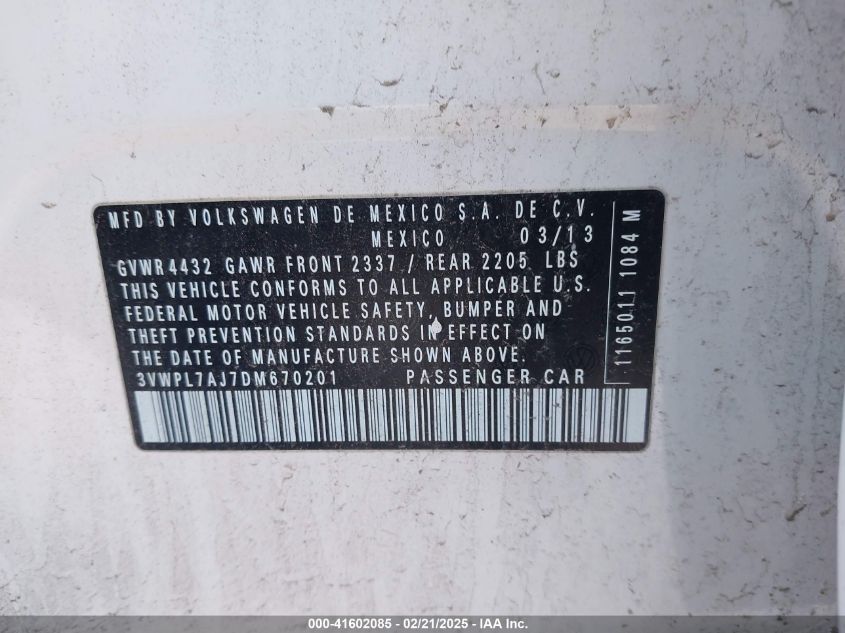 MFD BY VOLKSWAGEN DE MEXICO S.A. DE C.V.
MEXICO 03/13
GVWR 4432 GAWR FRONT 2337 / REAR 2205 LBS
THIS VEHICLE CONFORMS TO ALL APPLICABLE U.S.
FEDERAL MOTOR VEHICLE SAFETY, BUMPER AND
THEFT PREVENTION STANDARDS IN EFFECT ON
THE DATE OF MANUFACTURE SHOWN ABOVE.
3VWPL7AJ7DM670201 PASSENGER CAR
1165011 1084 M
000-41602085 - 02/21/2025 - IAA Inc.